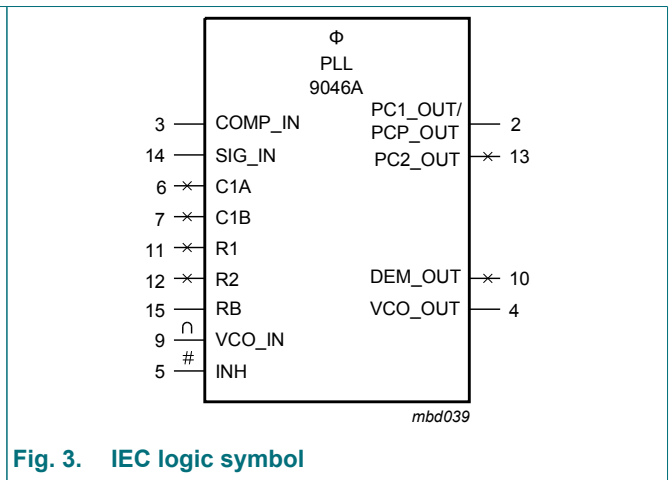 Φ
PLL
9046A
3 COMP_IN
14 SIG_IN
6 C1A
7 C1B
11 R1
12 R2
15 RB
9 ∩ VCO_IN
5 # INH
PC1_OUT/
PCP_OUT 2
PC2_OUT 13
DEM_OUT 10
VCO_OUT 4
mbd039
Fig. 3. IEC logic symbol